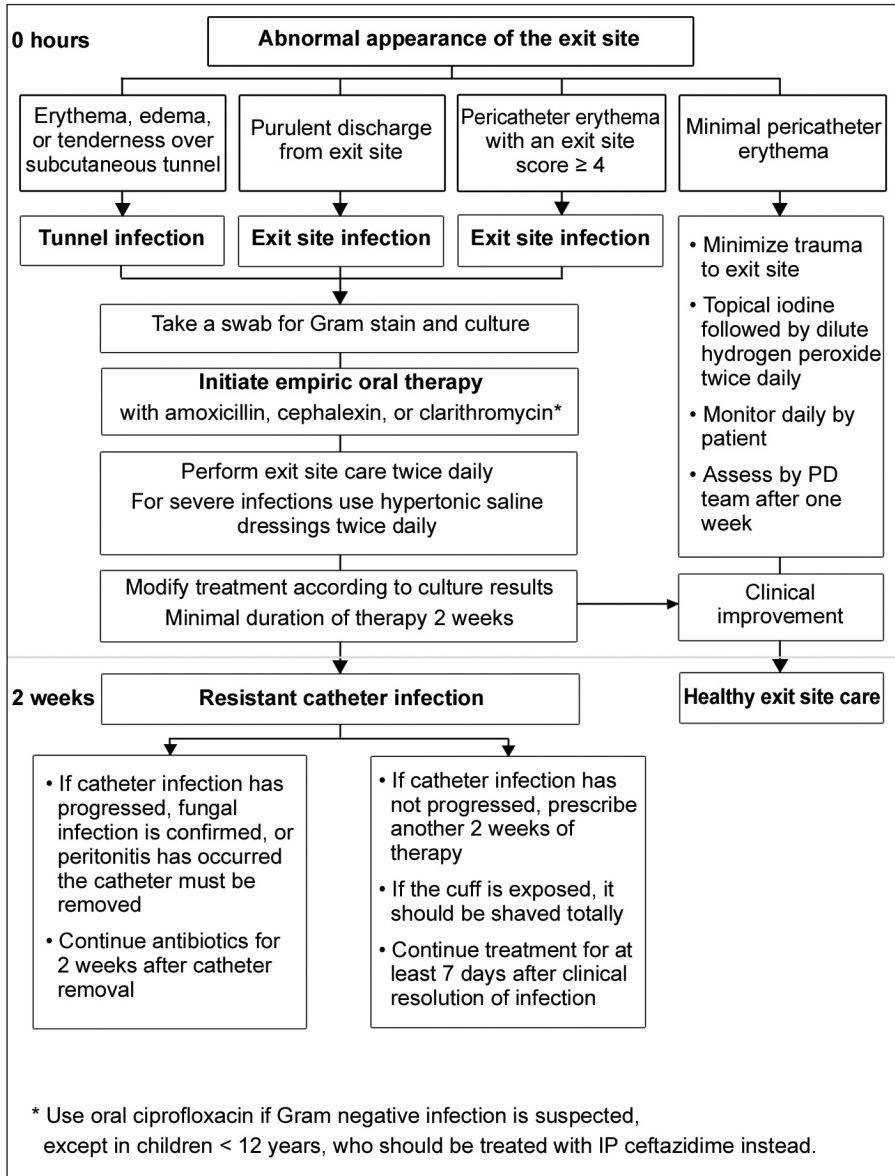 0 hours
Abnormal appearance of the exit site
Erythema, edema,
or tenderness over
subcutaneous tunnel
Purulent discharge
from exit site
Pericatheter erythema
with an exit site
score ≥ 4
Minimal pericatheter
erythema
Tunnel infection
Exit site infection
Exit site infection
• Minimize trauma
to exit site
• Topical iodine
followed by dilute
hydrogen peroxide
twice daily
• Monitor daily by
patient
• Assess by PD
team after one
week
Take a swab for Gram stain and culture
Initiate empiric oral therapy
with amoxicillin, cephalexin, or clarithromycin*
Perform exit site care twice daily
For severe infections use hypertonic saline
dressings twice daily
Modify treatment according to culture results
Minimal duration of therapy 2 weeks
Clinical
improvement
2 weeks
Resistant catheter infection
Healthy exit site care
• If catheter infection has
progressed, fungal
infection is confirmed, or
peritonitis has occurred
the catheter must be
removed
• Continue antibiotics for
2 weeks after catheter
removal
• If catheter infection has
not progressed, prescribe
another 2 weeks of
therapy
• If the cuff is exposed, it
should be shaved totally
• Continue treatment for at
least 7 days after clinical
resolution of infection
* Use oral ciprofloxacin if Gram negative infection is suspected,
except in children < 12 years, who should be treated with IP ceftazidime instead.